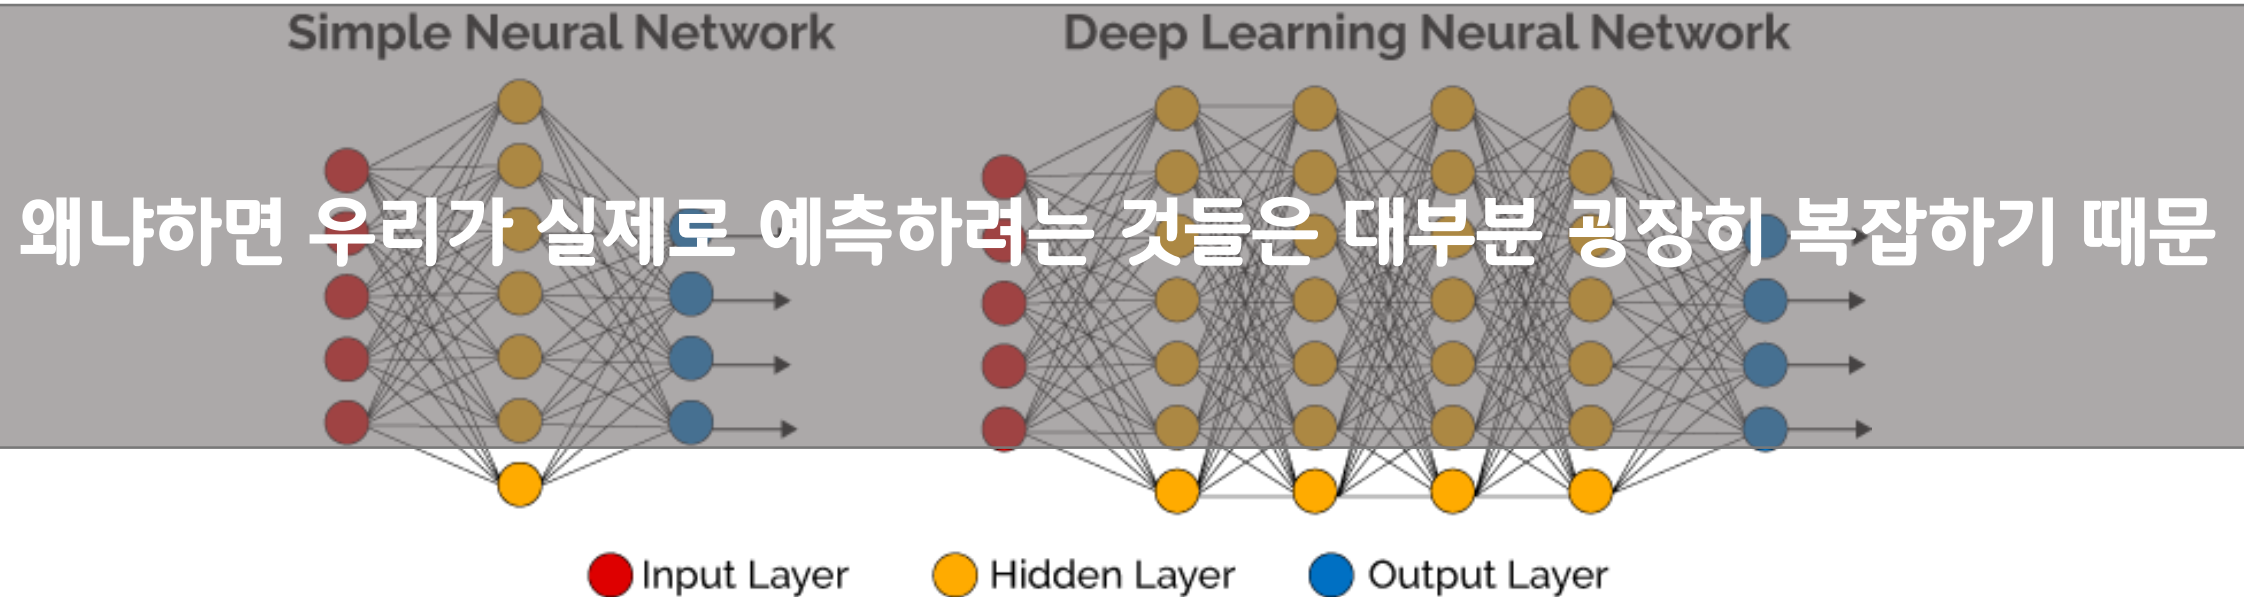 Simple Neural Network
Deep Learning Neural Network
왜냐하면 우리가 실제로 예측하려는 것들은 대부분 굉장히 복잡하기 때문
Input Layer
Hidden Layer
Output Layer